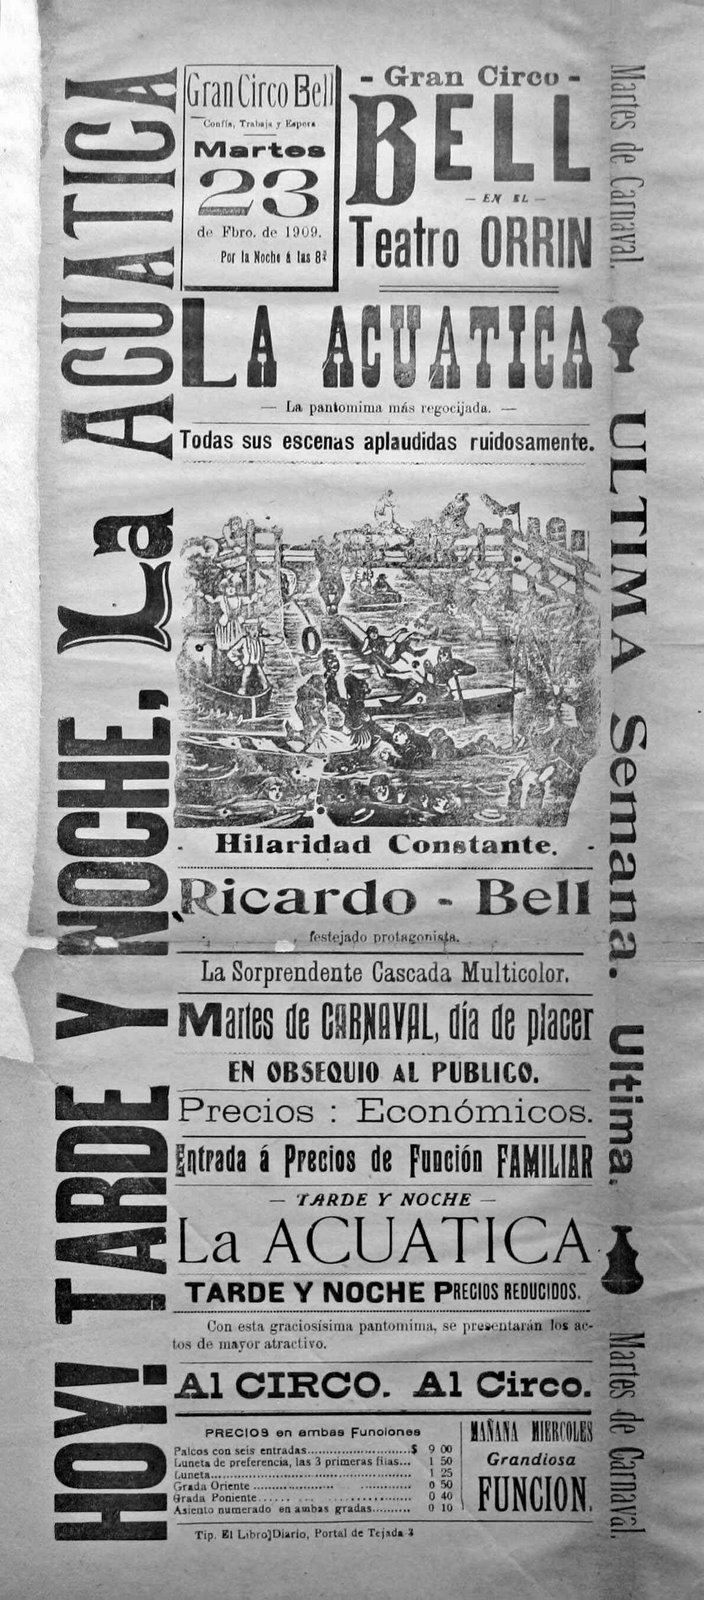 HOY! TARDE Y NOCHE, La ACUATICA
Gran Circo Bell
Confía, Trabaja y Espera
Martes
23
de Fbro. de 1909.
Por la Noche á las 8½
- Gran Circo -
BELL
- EN EL -
Teatro ORRIN
LA ACUATICA
— La pantomima más regocijada. —
Todas sus escenas aplaudidas ruidosamente.
- Hilaridad Constante. -
Ricardo - Bell
festejado protagonista.
La Sorprendente Cascada Multicolor.
Martes de CARNAVAL, día de placer
EN OBSEQUIO AL PUBLICO.
Precios : Económicos.
Entrada á Precios de Función FAMILIAR
— TARDE Y NOCHE —
La ACUATICA
TARDE Y NOCHE PRECIOS REDUCIDOS.
Con esta graciosísima pantomima, se presentarán los ac-
tos de mayor atractivo.
Al CIRCO. Al Circo.
PRECIOS en ambas Funciones
Palcos con seis entradas........................$ 9 00
Luneta de preferencia, las 3 primeras filas... 1 50
Luneta............................................... 1 25
Grada Oriente ........................................ 0 50
Grada Poniente........................................ 0 40
Asiento numerado en ambas gradas......... 0 10
MAÑANA MIERCOLES
Grandiosa
FUNCION.
Tip. El Libro]Diario, Portal de Tejada 3
Martes de Carnaval. ULTIMA Semana. Ultima. Martes de Carnaval.